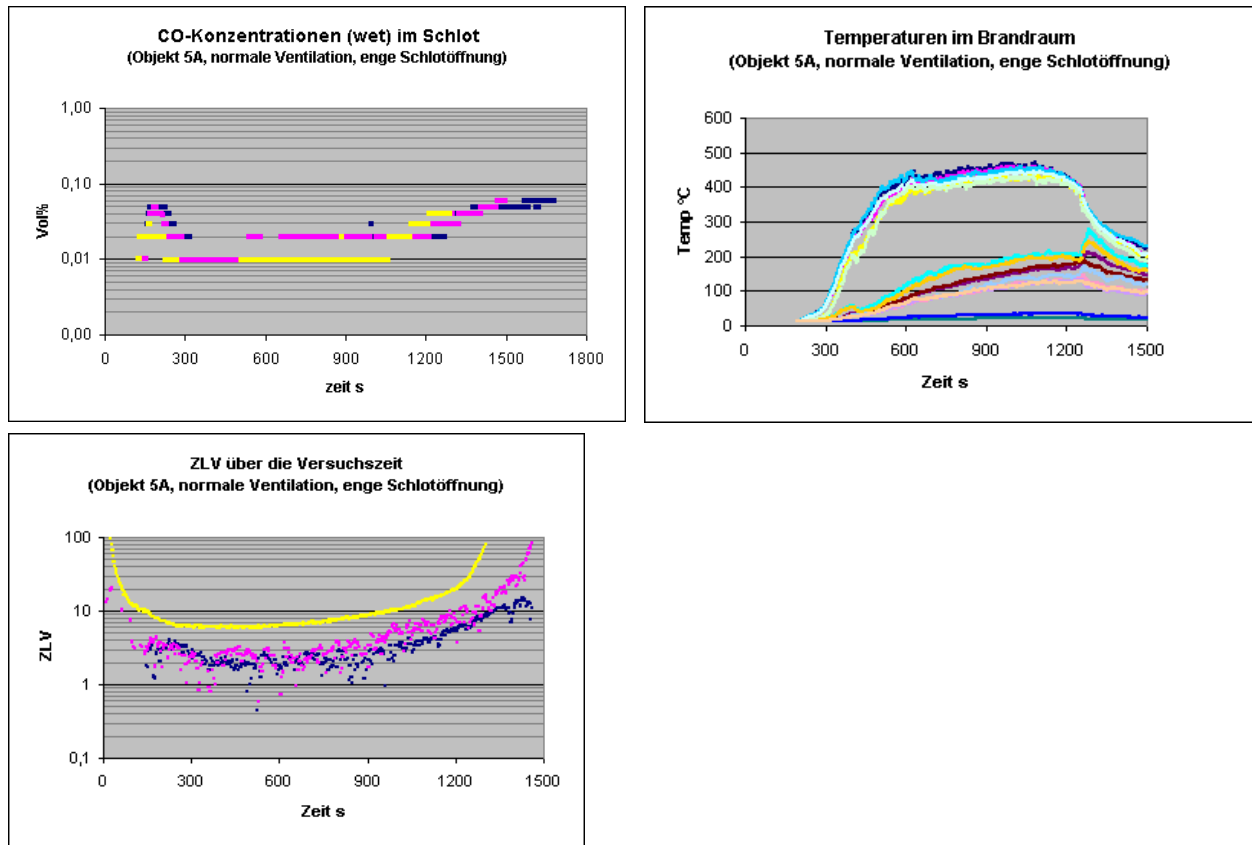 CO-Konzentrationen (wet) im Schlot
(Objekt 5A, normale Ventilation, enge Schlotöffnung)
1,00
0,10
0,01
0,00
Vol%
0 300 600 900 1200 1500 1800
zeit s
Temperaturen im Brandraum
(Objekt 5A, normale Ventilation, enge Schlotöffnung)
600
500
400
300
200
100
0
Temp °C
0 300 600 900 1200 1500
Zeit s
ZLV über die Versuchszeit
(Objekt 5A, normale Ventilation, enge Schlotöffnung)
100
10
1
0,1
ZLV
0 300 600 900 1200 1500
Zeit s